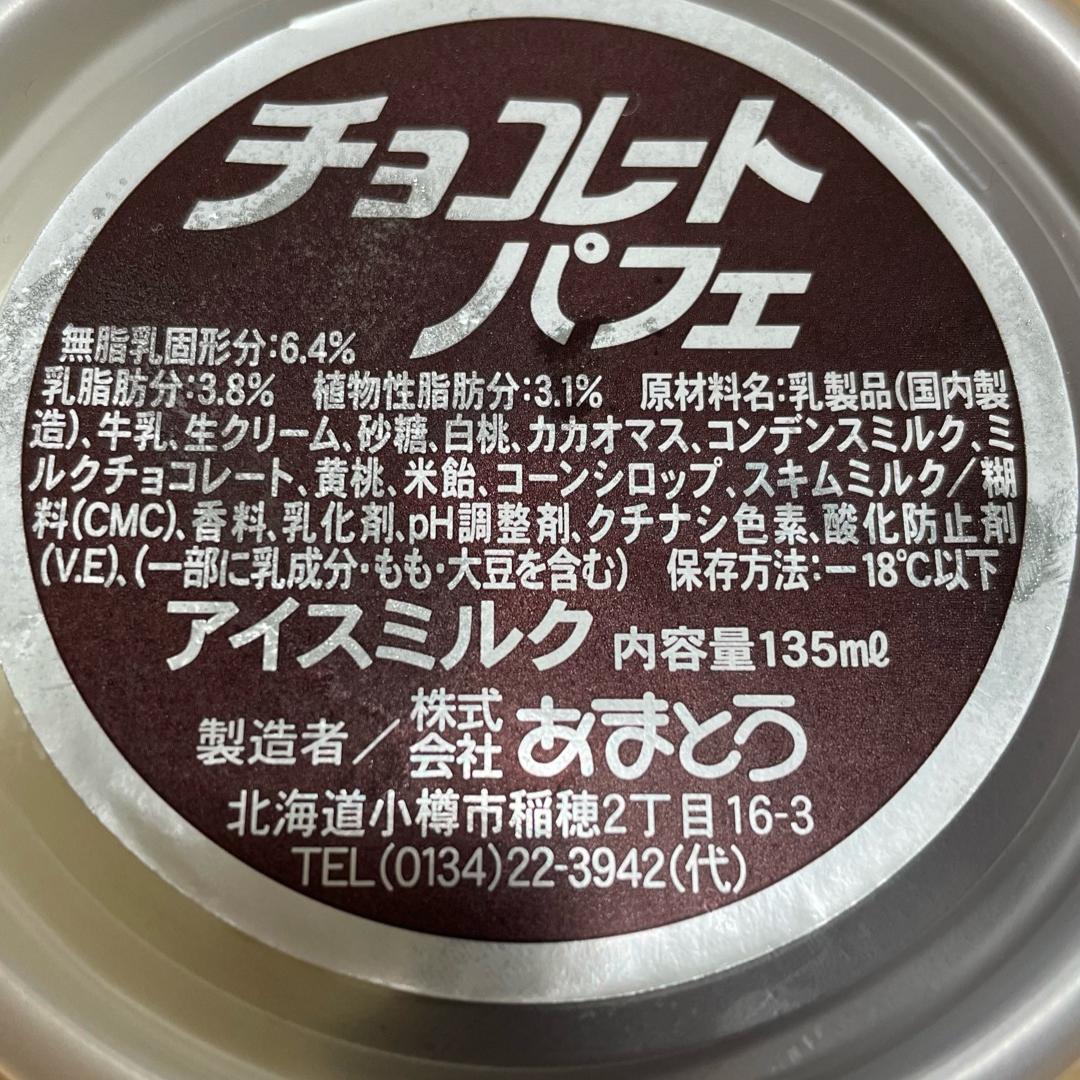 チョコレート
パフェ
無脂乳固形分:6.4%
乳脂肪分:3.8% 植物性脂肪分:3.1% 原材料名:乳製品(国内製
造)、牛乳、生クリーム、砂糖、白桃、カカオマス、コンデンスミルク、ミ
ルクチョコレート、黄桃、米飴、コーンシロップ、スキムミルク/糊
料(CMC)、香料、乳化剤、pH調整剤、クチナシ色素、酸化防止剤
(V.E)、(一部に乳成分・もも・大豆を含む) 保存方法:-18℃以下
アイスミルク 内容量135mℓ
製造者/株式会社あまとう
北海道小樽市稲穂2丁目16-3
TEL(0134)22-3942(代)